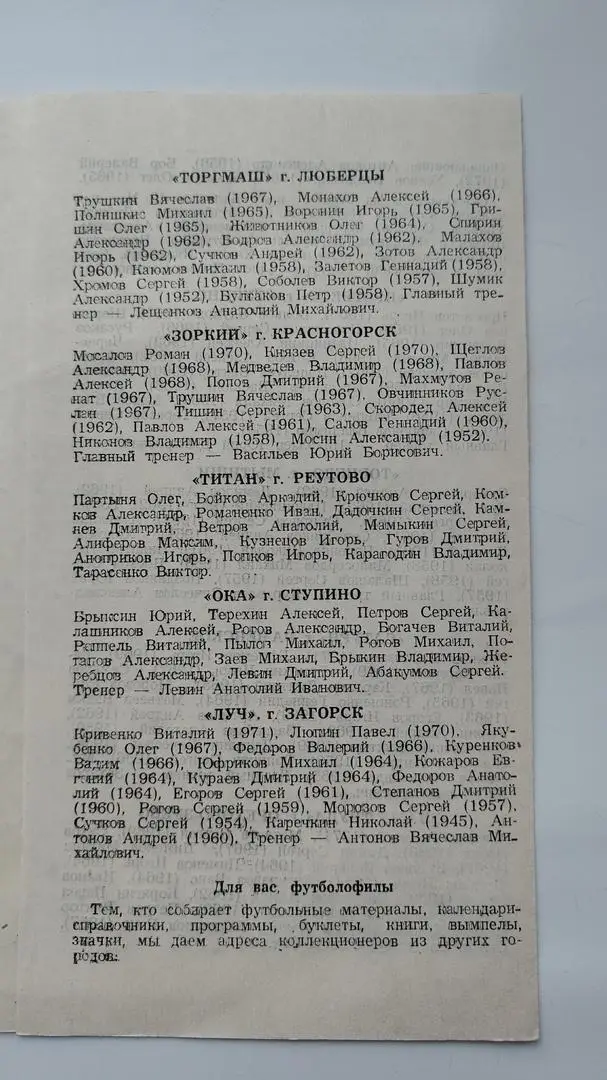 «ТОРГМАШ» г. ЛЮБЕРЦЫ
Трушкин Вячеслав (1967), Монахов Алексей (1966),
Полишкис Михаил (1965), Воронин Игорь (1965), Гри-
шин Олег (1965), Животников Олег (1964), Спирин
Александр (1962), Бодров Александр (1962), Малахов
Игорь (1962), Сучков Андрей (1962), Зотов Александр
(1960), Каюмов Михаил (1958), Залетов Геннадий (1958),
Хромов Сергей (1958), Соболев Виктор (1957), Шумик
Александр (1952), Булгаков Петр (1958). Главный тре-
нер — Лещенков Анатолий Михайлович.
«ЗОРКИЙ» г. КРАСНОГОРСК
Мосалов Роман (1970), Князев Сергей (1970), Щеглов
Александр (1968), Медведев Владимир (1968), Павлов
Алексей (1968), Попов Дмитрий (1967), Махмутов Ре-
нат (1967), Трушин Вячеслав (1967), Овчинников Рус-
лан (1967), Тишин Сергей (1963), Скородед Алексей
(1962), Павлов Алексей (1961), Салов Геннадий (1960),
Никонов Владимир (1958), Мосин Александр (1952).
Главный тренер — Васильев Юрий Борисович.
«ТИТАН» г. РЕУТОВО
Партыня Олег, Бойков Аркадий, Крючков Сергей, Ком-
ков Александр, Романенко Иван, Дадочкин Сергей, Кам-
нев Дмитрий, Ветров Анатолий, Мамыкин Сергей,
Алиферов Максим, Кузнецов Игорь, Гуров Дмитрий,
Аноприков Игорь, Попков Игорь, Карагодин Владимир,
Тарасенко Виктор.
«ОКА» г. СТУПИНО
Брыксин Юрий, Терехин Алексей, Петров Сергей, Ка-
лашников Алексей, Рогов Александр, Богачев Виталий,
Реппель Виталий, Пылов Михаил, Рогов Михаил, По-
тапов Александр, Заев Михаил, Брыкин Владимир, Же-
ребцов Александр, Левин Дмитрий, Абакумов Сергей.
Тренер — Левин Анатолий Иванович.
«ЛУЧ». г. ЗАГОРСК
Кривенко Виталий (1971), Люпин Павел (1970), Яку-
бенко Олег (1967), Федоров Валерий (1966), Куренков
Вадим (1966), Юфриков Михаил (1964), Кожаров Ев-
гений (1964), Кураев Дмитрий (1964), Федоров Анато-
лий (1964), Егоров Сергей (1961), Степанов Дмитрий
(1960), Рогов Сергей (1959), Морозов Сергей (1957),
Сучков Сергей (1954), Каречкин Николай (1945), Ан-
тонов Андрей (1960). Тренер — Антонов Вячеслав Ми-
хайлович.
Для вас, футболофилы
Тем, кто собирает футбольные материалы, календари-
справочники, программы, буклеты, книги, вымпелы,
значки, мы даем адреса коллекционеров из других го-
родов: